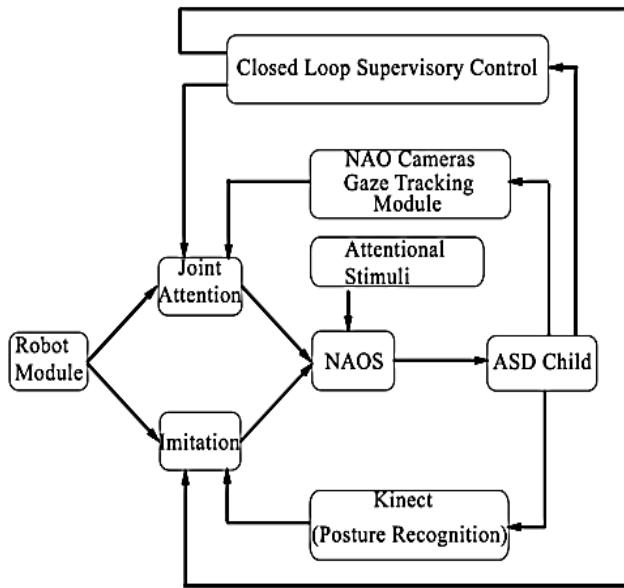 Closed Loop Supervisory Control
NAO Cameras
Gaze Tracking
Module
Attentional
Stimuli
Joint
Attention
Robot
Module
NAOS
ASD Child
Imitation
Kinect
(Posture Recognition)